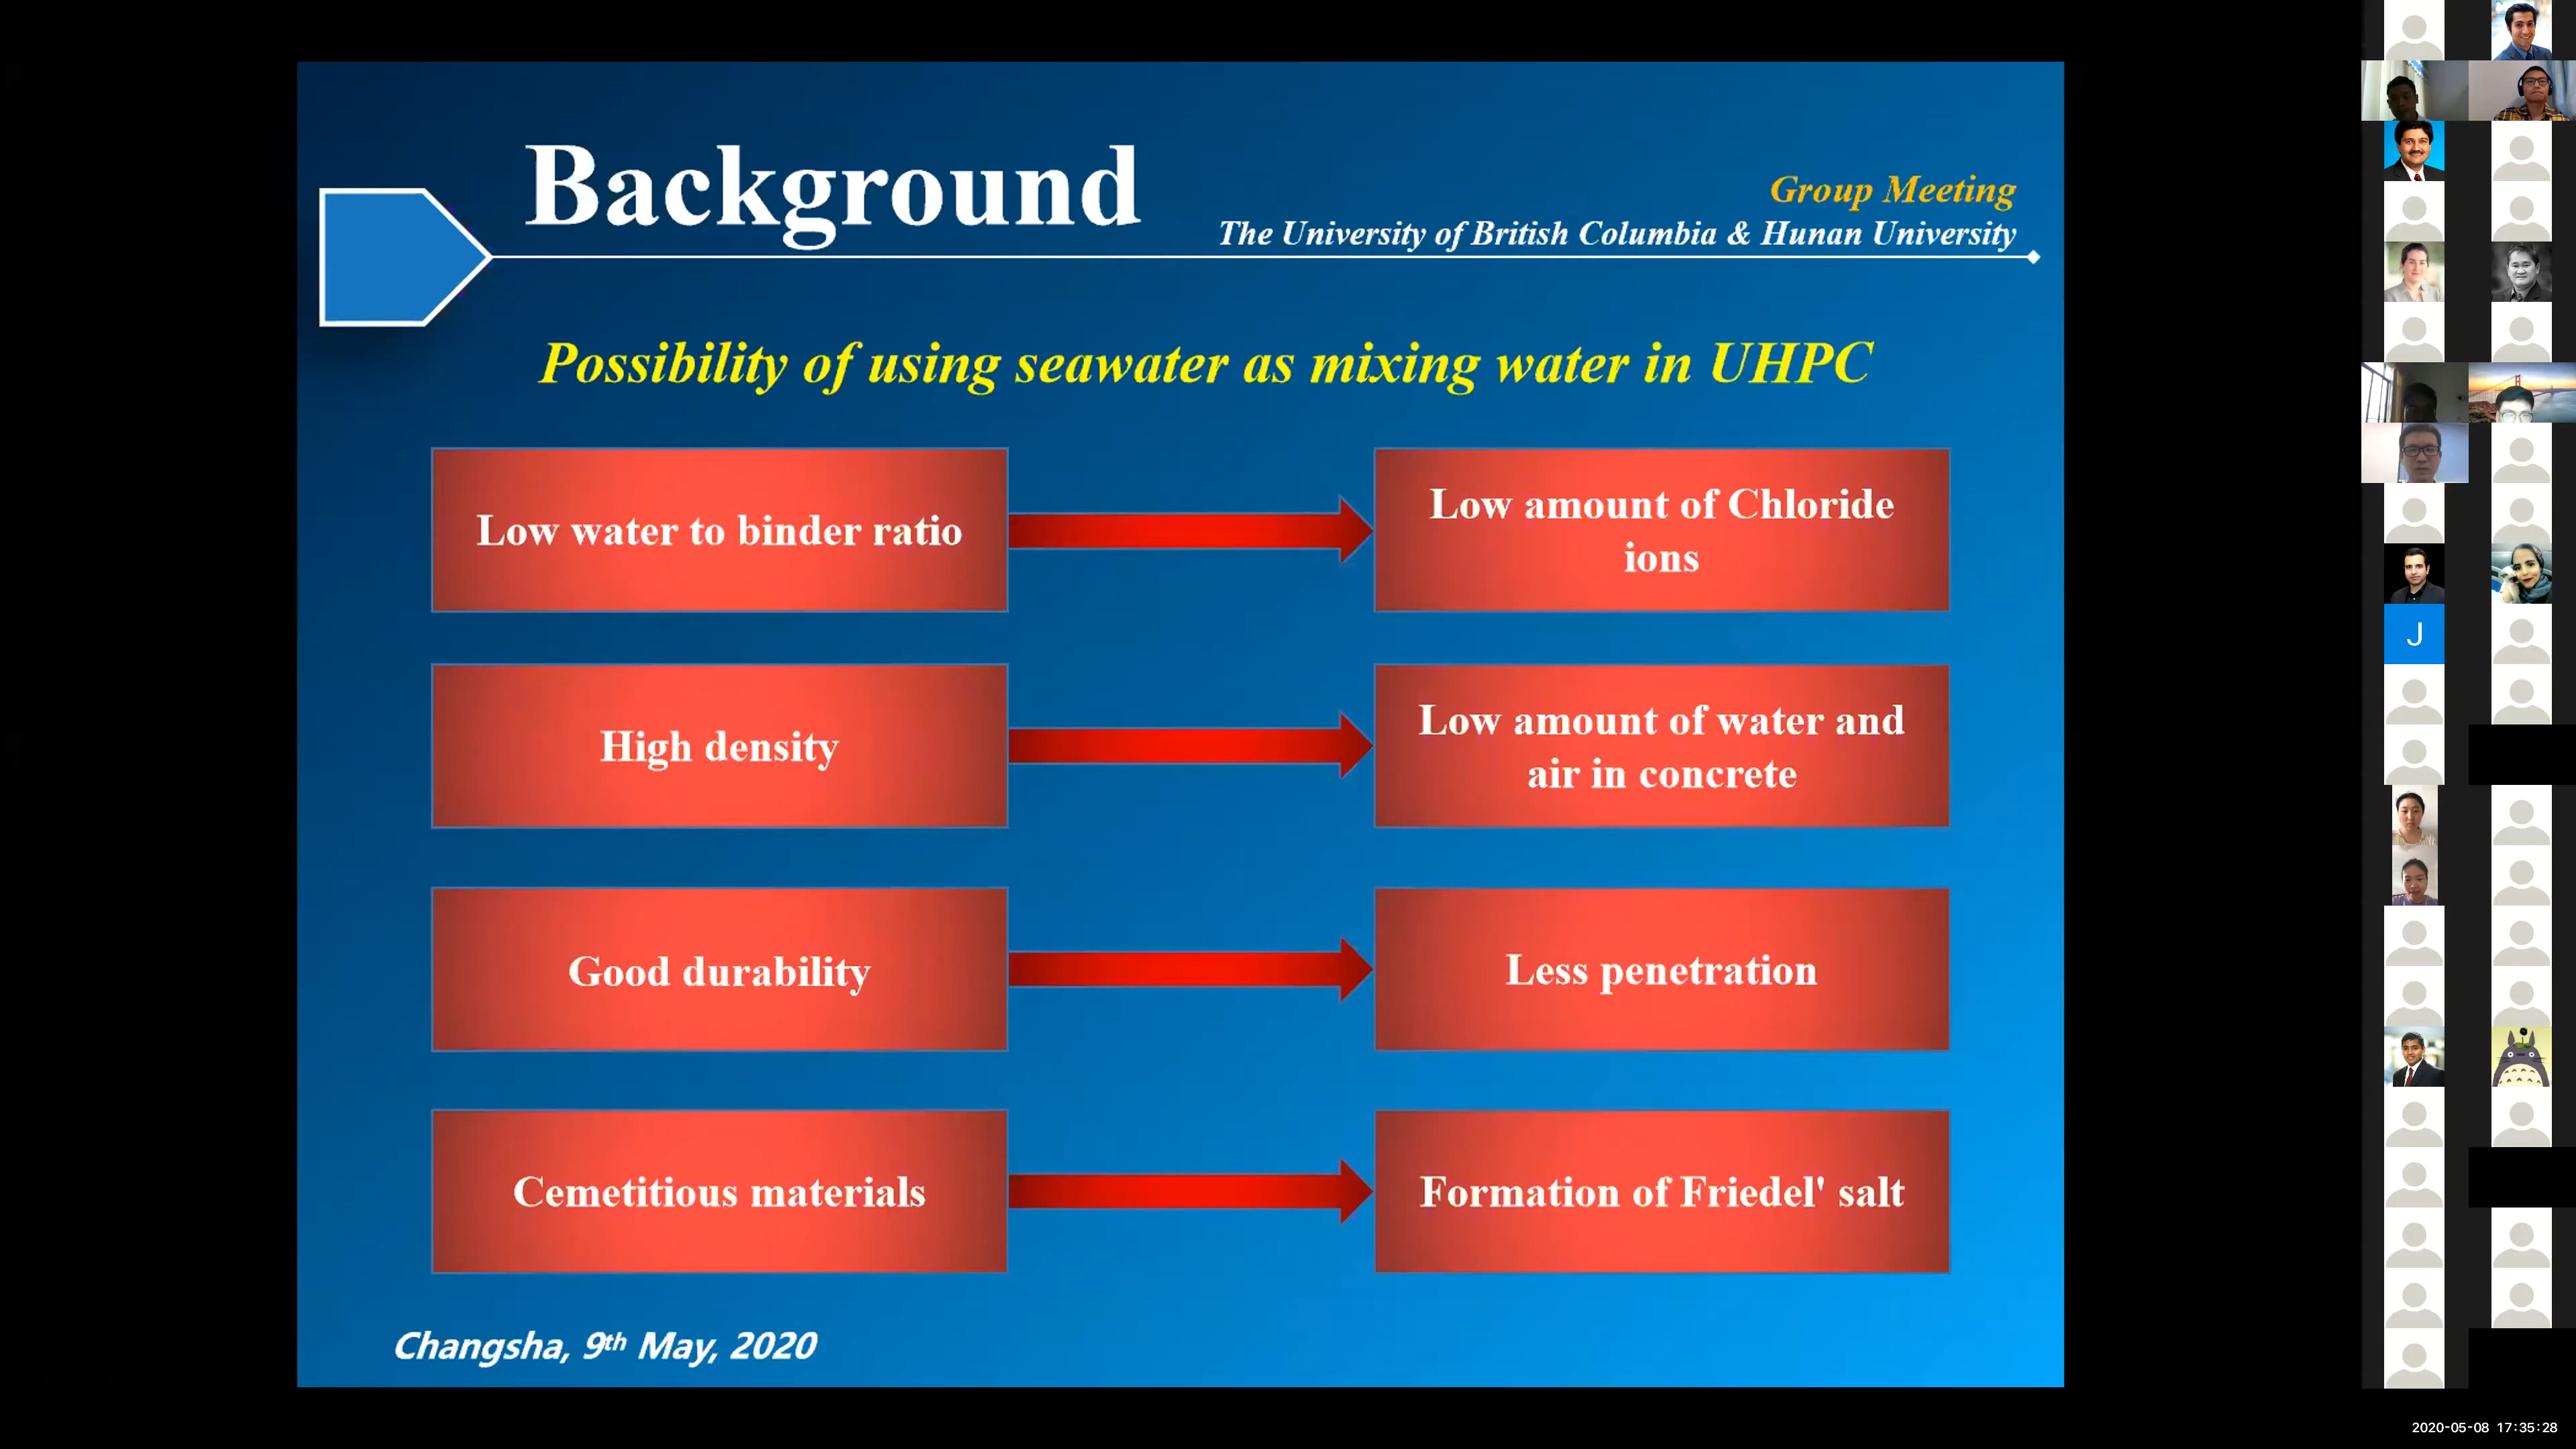 Background
Group Meeting
The University of British Columbia & Hunan University
Possibility of using seawater as mixing water in UHPC
Low water to binder ratio
Low amount of Chloride
ions
High density
Low amount of water and
air in concrete
Good durability
Less penetration
Cemetitious materials
Formation of Friedel' salt
Changsha, 9th May, 2020
J
2020-05-08 17:35:28